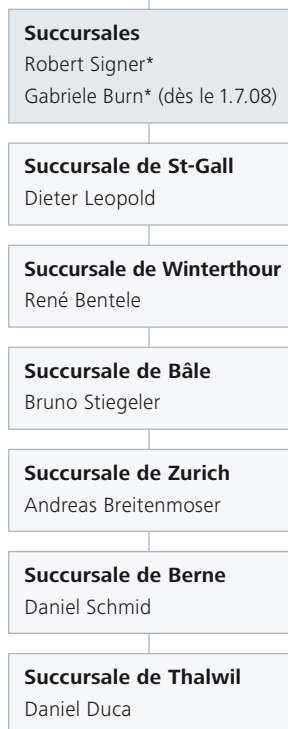 Succursales
Robert Signer*
Gabriele Burn* (dès le 1.7.08)
Succursale de St-Gall
Dieter Leopold
Succursale de Winterthour
René Bentele
Succursale de Bâle
Bruno Stiegeler
Succursale de Zurich
Andreas Breitenmoser
Succursale de Berne
Daniel Schmid
Succursale de Thalwil
Daniel Duca